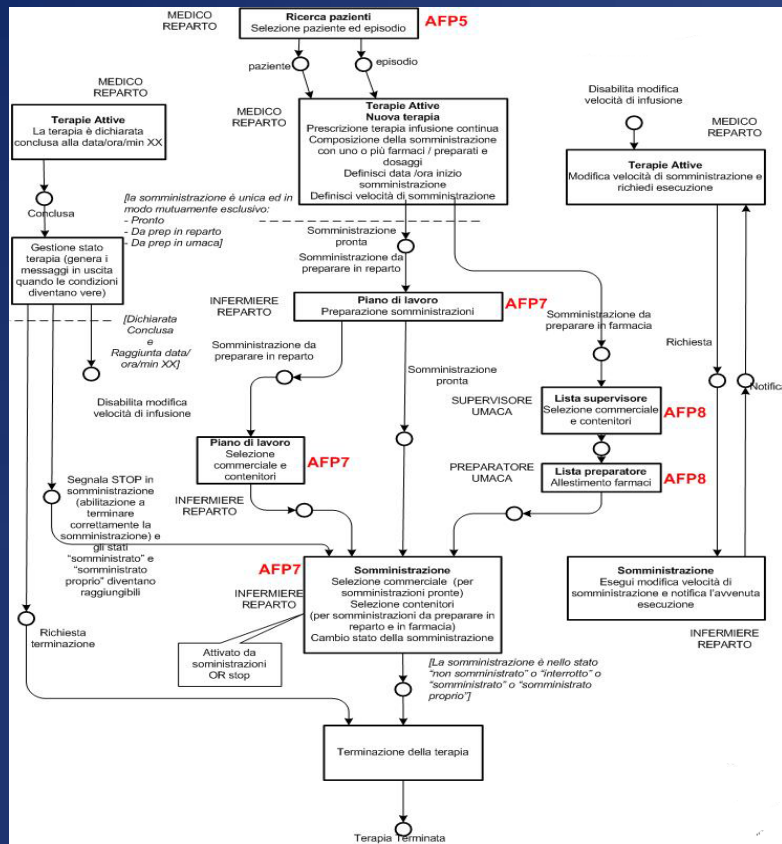 MEDICO
REPARTO
Ricerca pazienti
Selezione paziente ed episodio
AFP5
paziente
episodio
MEDICO
REPARTO
Terapie Attive
La terapia è dichiarata
conclusa alla data/ora/min XX
Conclusa
MEDICO
REPARTO
Terapie Attive
Nuova terapia
Prescrizione terapia infusione continua
Composizione della somministrazione
con uno o più farmaci / preparati e
dosaggi
Definisci data /ora inizio
somministrazione
Definisci velocità di somministrazione
Disabilita modifica
velocità di infusione
MEDICO
REPARTO
Terapie Attive
Modifica velocità di somministrazione e
richiedi esecuzione
[la somministrazione é unica ed in
modo mutuamente esclusivo:
- Pronto
- Da prep in reparto
- Da prep in umaca]
Gestione stato
terapia (genera i
messaggi in uscita
quando le condizioni
diventano vere)
Somministrazione
pronta
Somministrazione da
preparare in reparto
INFERMIERE
REPARTO
Piano di lavoro
Preparazione somministrazioni
AFP7
[Dichiarata
Conclusa
e
Raggiunta data/
ora/min XX]
Disabilita modifica
velocità di infusione
Somministrazione da
preparare in reparto
Somministrazione
pronta
Somministrazione da
preparare in farmacia
Richiesta
Notifica
SUPERVISORE
UMACA
Lista supervisore
Selezione commerciale
e contenitori
AFP8
Piano di lavoro
Selezione
commerciale e
contenitori
AFP7
INFERMIERE
REPARTO
PREPARATORE
UMACA
Lista preparatore
Allestimento farmaci
AFP8
Segnala STOP in
somministrazione
(abilitazione a
terminare
correttamente la
somministrazione) e
gli stati
"somministrato" e
"somministrato
proprio" diventano
raggiungibili
AFP7
INFERMIERE
REPARTO
Somministrazione
Selezione commerciale (per
somministrazioni pronte)
Selezione contenitori
(per somministrazioni da preparare in
reparto e in farmacia)
Cambio stato della somministrazione
Somministrazione
Esegui modifica velocità di
somministrazione e notifica l'avvenuta
esecuzione
INFERMIERE
REPARTO
Richiesta
terminazione
Attivato da
soministrazioni
OR stop
[La somministrazione è nello stato
"non somministrato" o "interrotto" o
"somministrato" o "somministrato
proprio"]
Terminazione della terapia
Terapia Terminata